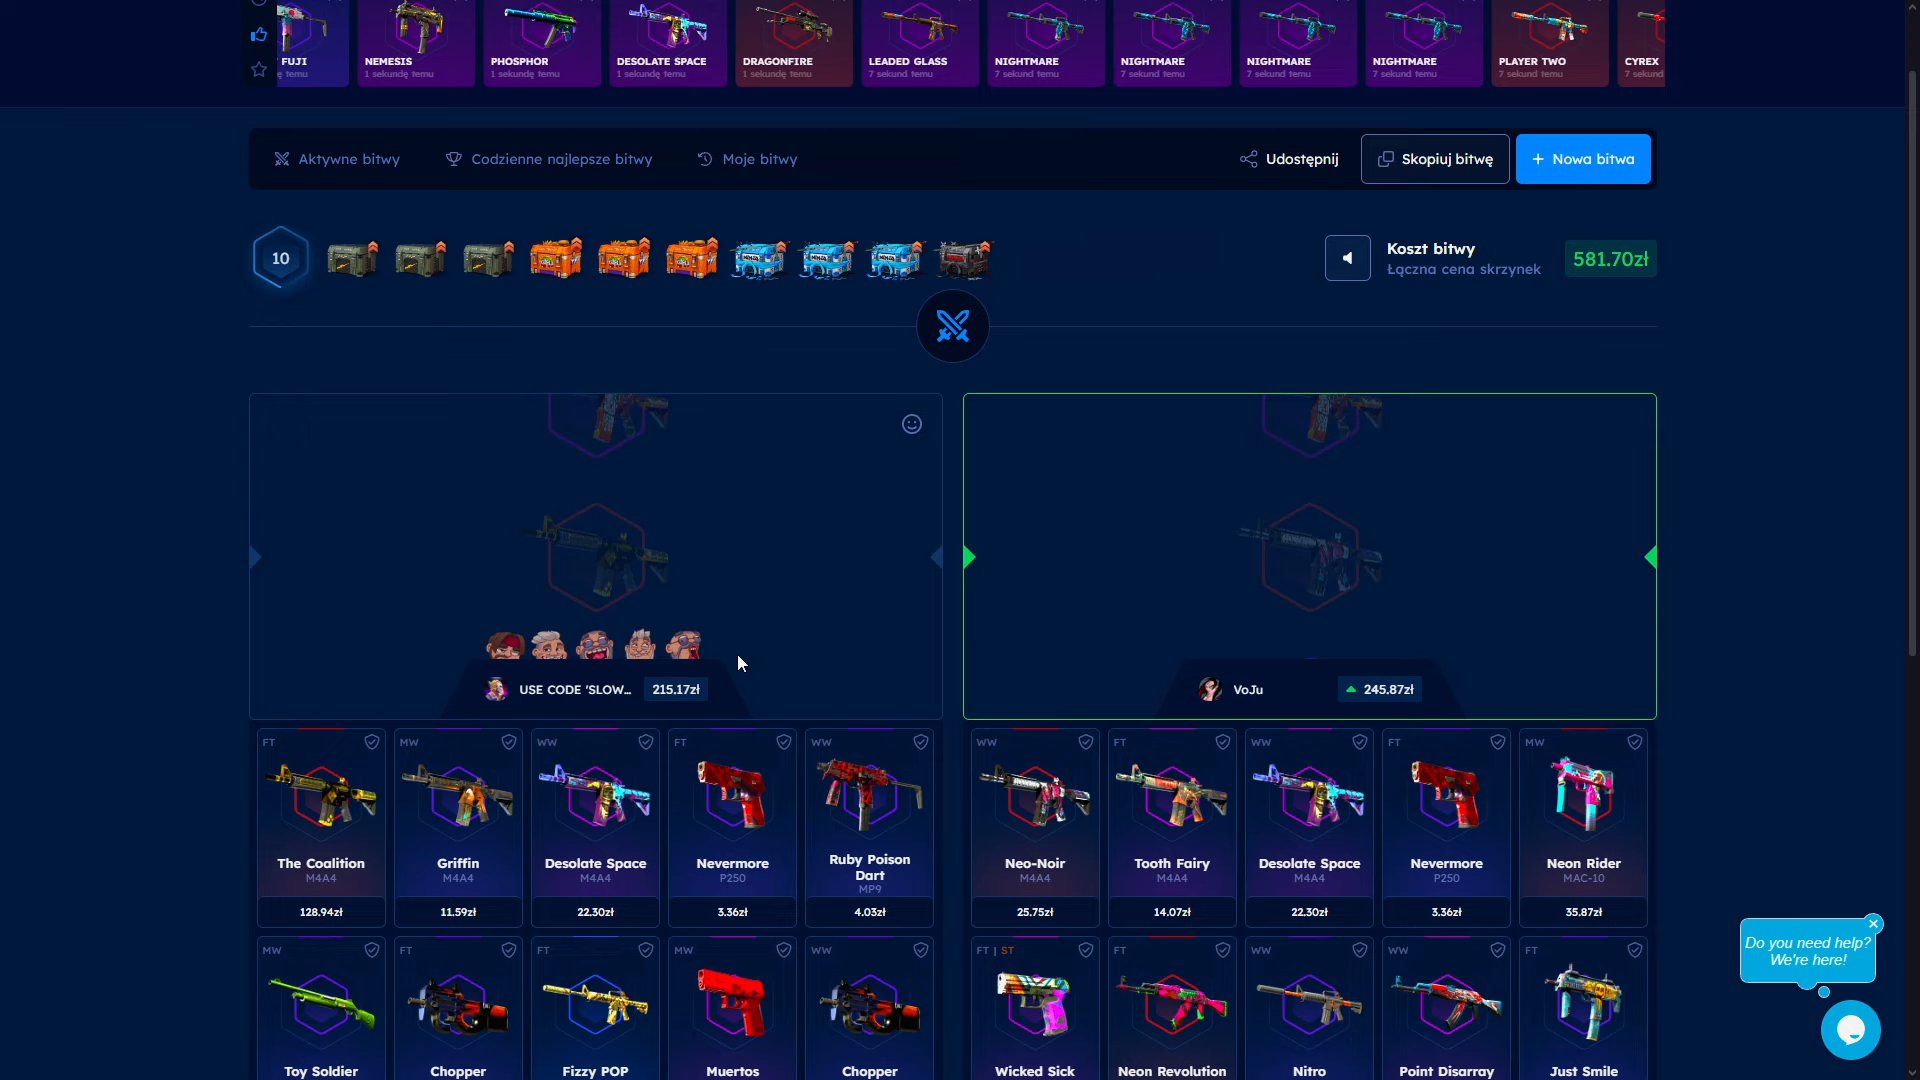 FUJI
NEMESIS
PHOSPHOR
DESOLATE SPACE
DRAGONFIRE
LEADED GLASS
NIGHTMARE
NIGHTMARE
NIGHTMARE
NIGHTMARE
PLAYER TWO
CYREX
ę temu
1 sekundę temu
1 sekundę temu
1 sekundę temu
1 sekundę temu
7 sekund temu
7 sekund temu
7 sekund temu
7 sekund temu
7 sekund temu
7 sekund temu
7 sekund
Aktywne bitwy
Codzienne najlepsze bitwy
Moje bitwy
Udostępnij
Skopiuj bitwę
+ Nowa bitwa
10
Koszt bitwy
Łączna cena skrzynek
581.70zł
USE CODE 'SLOW...
215.17zł
VoJu
245.87zł
FT
The Coalition
M4A4
128.94zł
MW
Griffin
M4A4
11.59zł
WW
Desolate Space
M4A4
22.30zł
FT
Nevermore
P250
3.36zł
WW
Ruby Poison
Dart
MP9
4.03zł
WW
Neo-Noir
M4A4
25.75zł
FT
Tooth Fairy
M4A4
14.07zł
WW
Desolate Space
M4A4
22.30zł
FT
Nevermore
P250
3.36zł
MW
Neon Rider
MAC-10
35.87zł
MW
Toy Soldier
FT
Chopper
FT
Fizzy POP
MW
Muertos
WW
Chopper
FT | ST
Wicked Sick
FT
Neon Revolution
WW
Nitro
WW
Point Disarray
FT
Just Smile
Do you need help?
We're here!